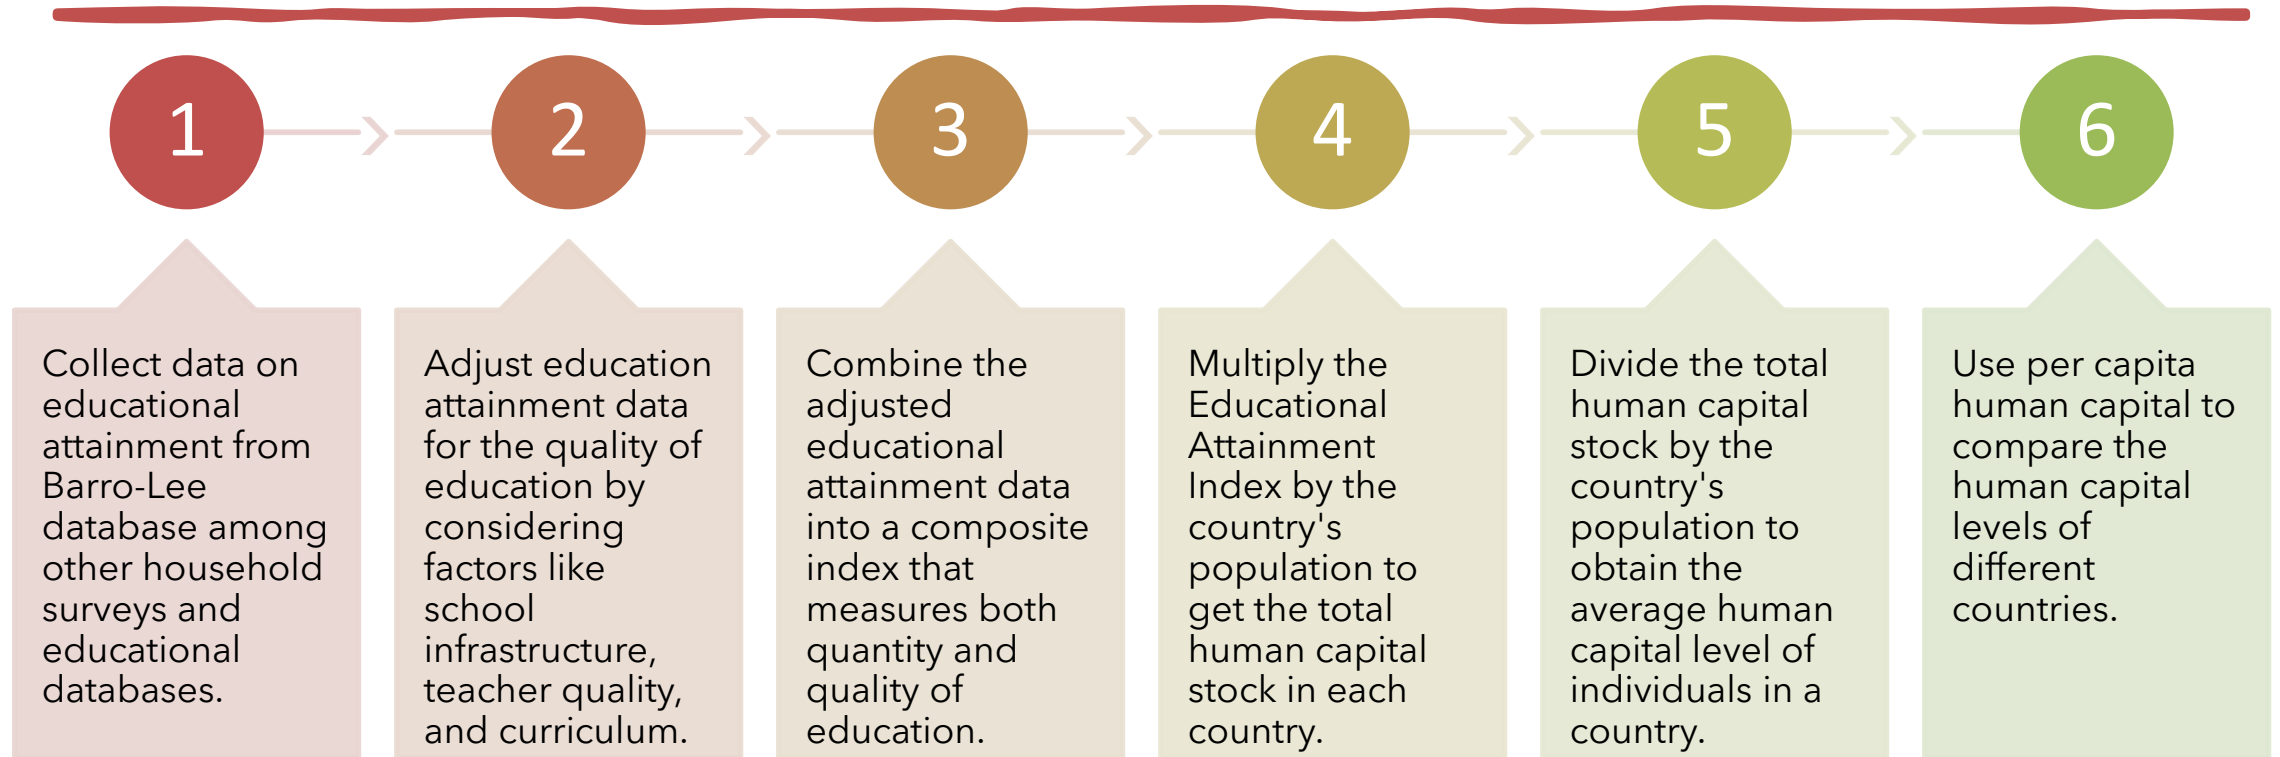 1
2
3
4
5
6
Collect data on
educational
attainment from
Barro-Lee
database among
other household
surveys and
educational
databases.
Adjust education
attainment data
for the quality of
education by
considering
factors like
school
infrastructure,
teacher quality,
and curriculum.
Combine the
adjusted
educational
attainment data
into a composite
index that
measures both
quantity and
quality of
education.
Multiply the
Educational
Attainment
Index by the
country's
population to
get the total
human capital
stock in each
country.
Divide the total
human capital
stock by the
country's
population to
obtain the
average human
capital level of
individuals in a
country.
Use per capita
human capital to
compare the
human capital
levels of
different
countries.